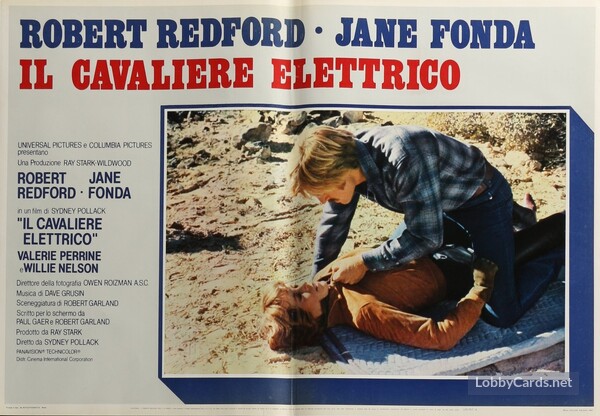 ROBERT REDFORD · JANE FONDA
IL CAVALIERE ELETTRICO
UNIVERSAL PICTURES e COLUMBIA PICTURES
presentano
Una Produzione RAY STARK-WILDWOOD
ROBERT JANE
REDFORD · FONDA
in un film di SYDNEY POLLACK
"IL CAVALIERE
ELETTRICO"
VALERIE PERRINE
e WILLIE NELSON
Direttore della fotografia OWEN ROIZMAN A.S.C.
Musica di DAVE GRUSIN
Sceneggiatura di ROBERT GARLAND
Scritto per lo schermo da
PAUL GAER e ROBERT GARLAND
Prodotto da RAY STARK
Diretto da SYDNEY POLLACK
PANAVISION® TECHNICOLOR®
Distr. Cinema International Corporation
LobbyCards.net